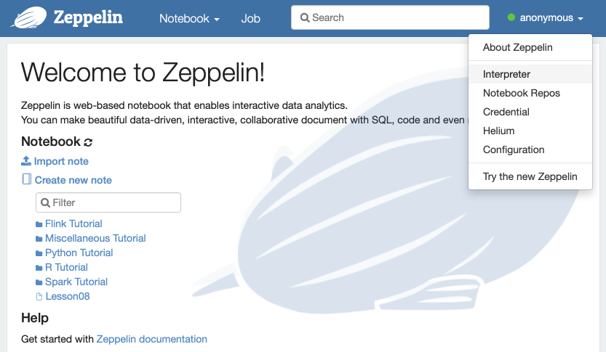 Zeppelin
Notebook
Job
Search
anonymous
About Zeppelin
Interpreter
Notebook Repos
Credential
Helium
Configuration
Try the new Zeppelin
Welcome to Zeppelin!
Zeppelin is web-based notebook that enables interactive data analytics.
You can make beautiful data-driven, interactive, collaborative document with SQL, code and even
Notebook
Import note
Create new note
Filter
Flink Tutorial
Miscellaneous Tutorial
Python Tutorial
R Tutorial
Spark Tutorial
Lesson08
Help
Get started with Zeppelin documentation